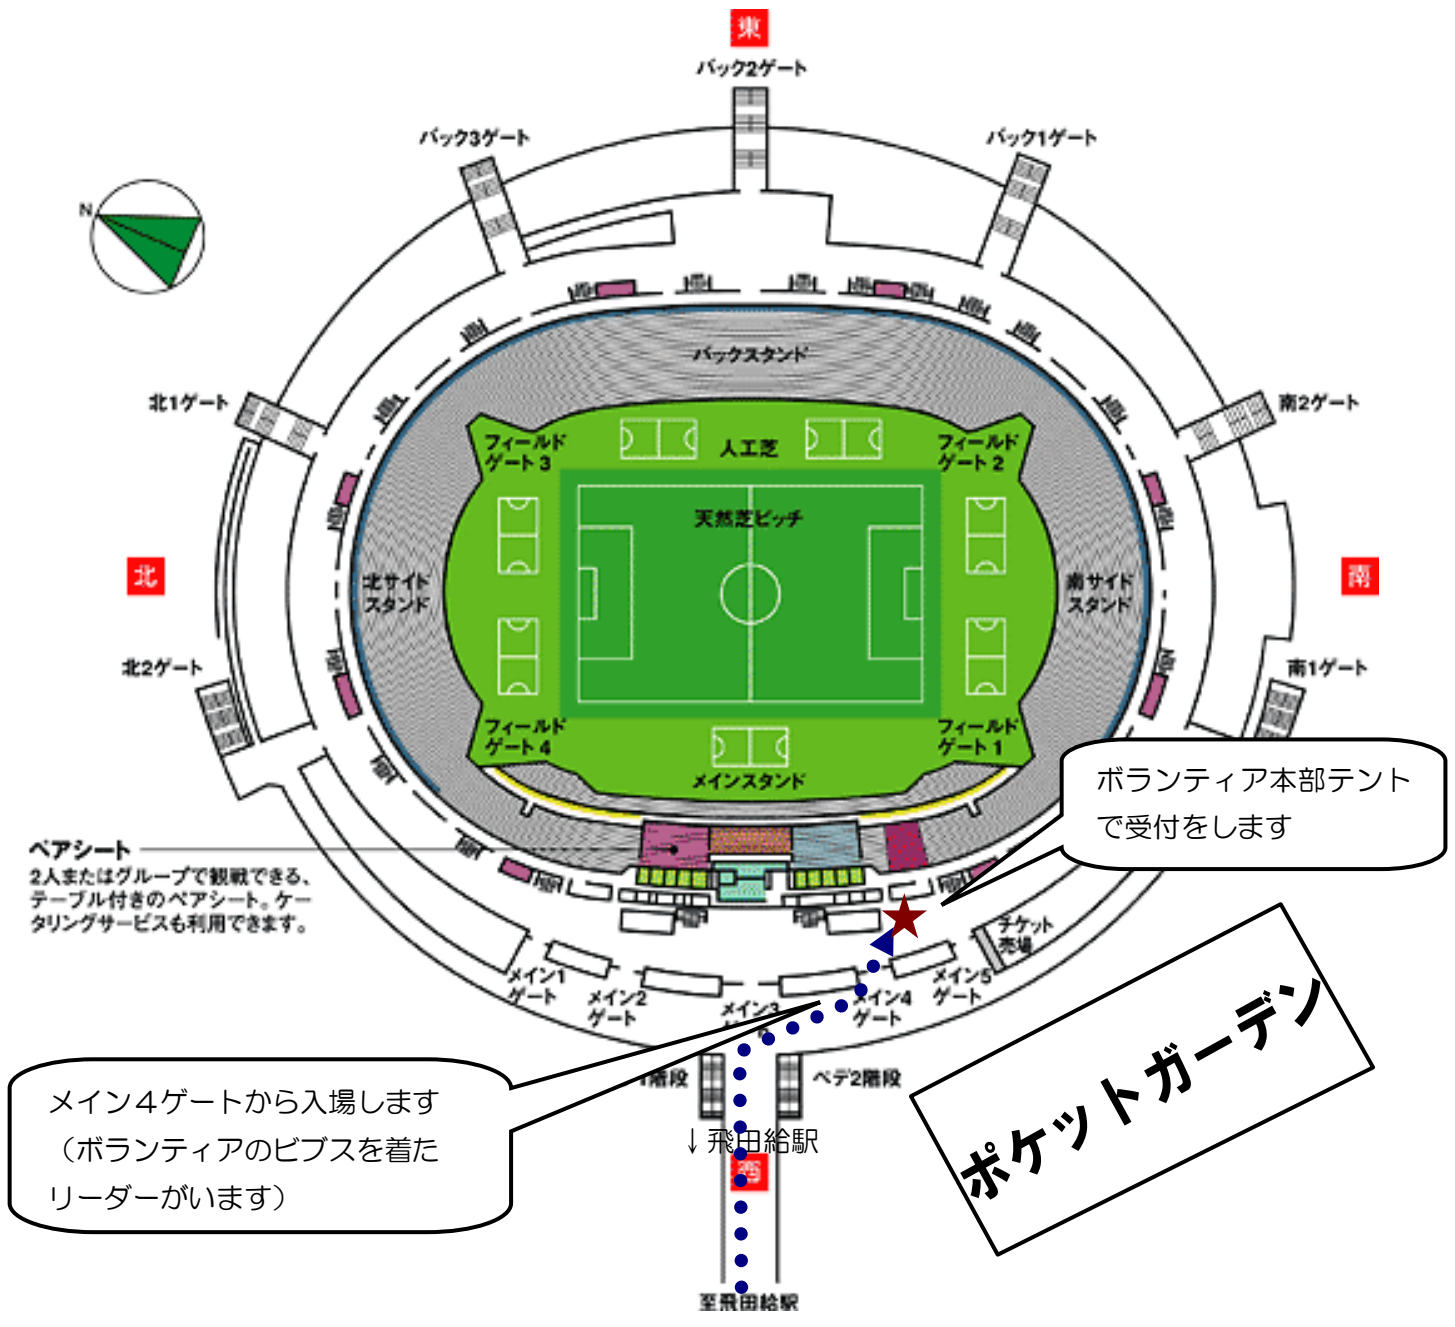 東
バック2ゲート
バック3ゲート
バック1ゲート
N
バックスタンド
北1ゲート
南2ゲート
フィールド
ゲート3
人工芝
フィールド
ゲート2
天然芝ピッチ
北
北サイド
スタンド
南サイド
スタンド
南
北2ゲート
南1ゲート
フィールド
ゲート4
フィールド
ゲート1
メインスタンド
ボランティア本部テント
で受付をします
ペアシート
2人またはグループで観戦できる、
テーブル付きのペアシート。ケー
タリングサービスも利用できます。
チケット
売場
メイン1
ゲート
メイン2
ゲート
メイン3
メイン4
ゲート
メイン5
ゲート
ポケットガーデン
メイン４ゲートから入場します
（ボランティアのビブスを着た
リーダーがいます）
1階段
ペデ2階段
↓飛田給駅
西
至飛田給駅